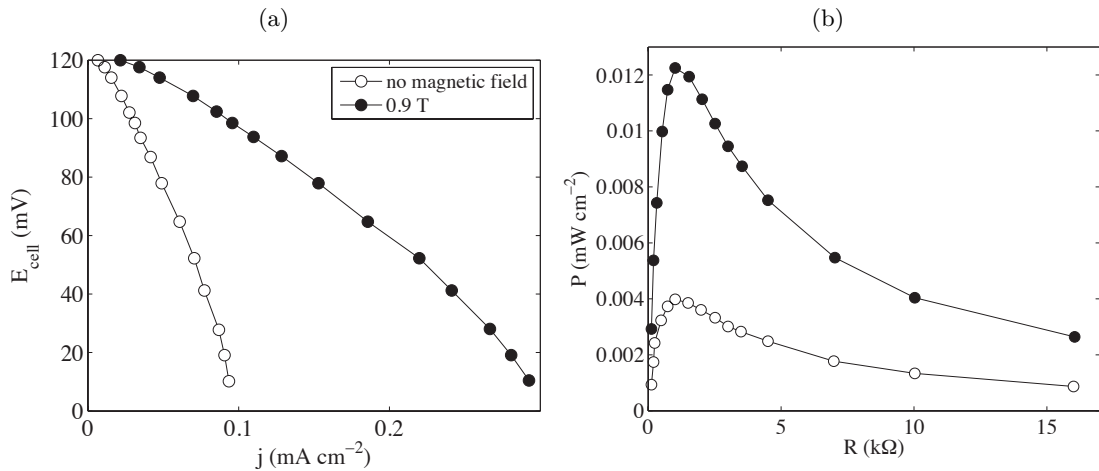 (a)
120
100
80
60
40
20
0
E_cell (mV)
0
0.1
0.2
j (mA cm⁻²)
no magnetic field
0.9 T
(b)
0.012
0.01
0.008
0.006
0.004
0.002
0
P (mW cm⁻²)
0
5
10
15
R (kΩ)